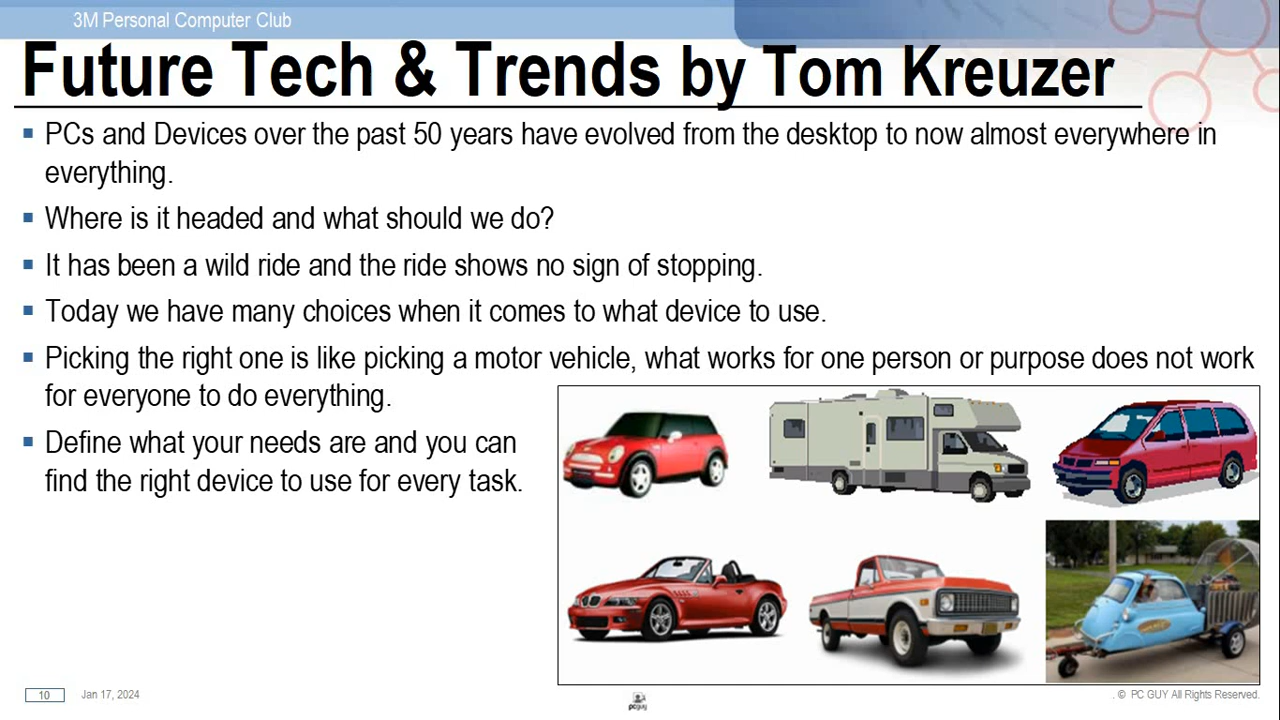 3M Personal Computer Club
Future Tech & Trends by Tom Kreuzer
▪ PCs and Devices over the past 50 years have evolved from the desktop to now almost everywhere in
everything.
▪ Where is it headed and what should we do?
▪ It has been a wild ride and the ride shows no sign of stopping.
▪ Today we have many choices when it comes to what device to use.
▪ Picking the right one is like picking a motor vehicle, what works for one person or purpose does not work
for everyone to do everything.
▪ Define what your needs are and you can
find the right device to use for every task.
10 Jan 17, 2024
. © PC GUY All Rights Reserved.